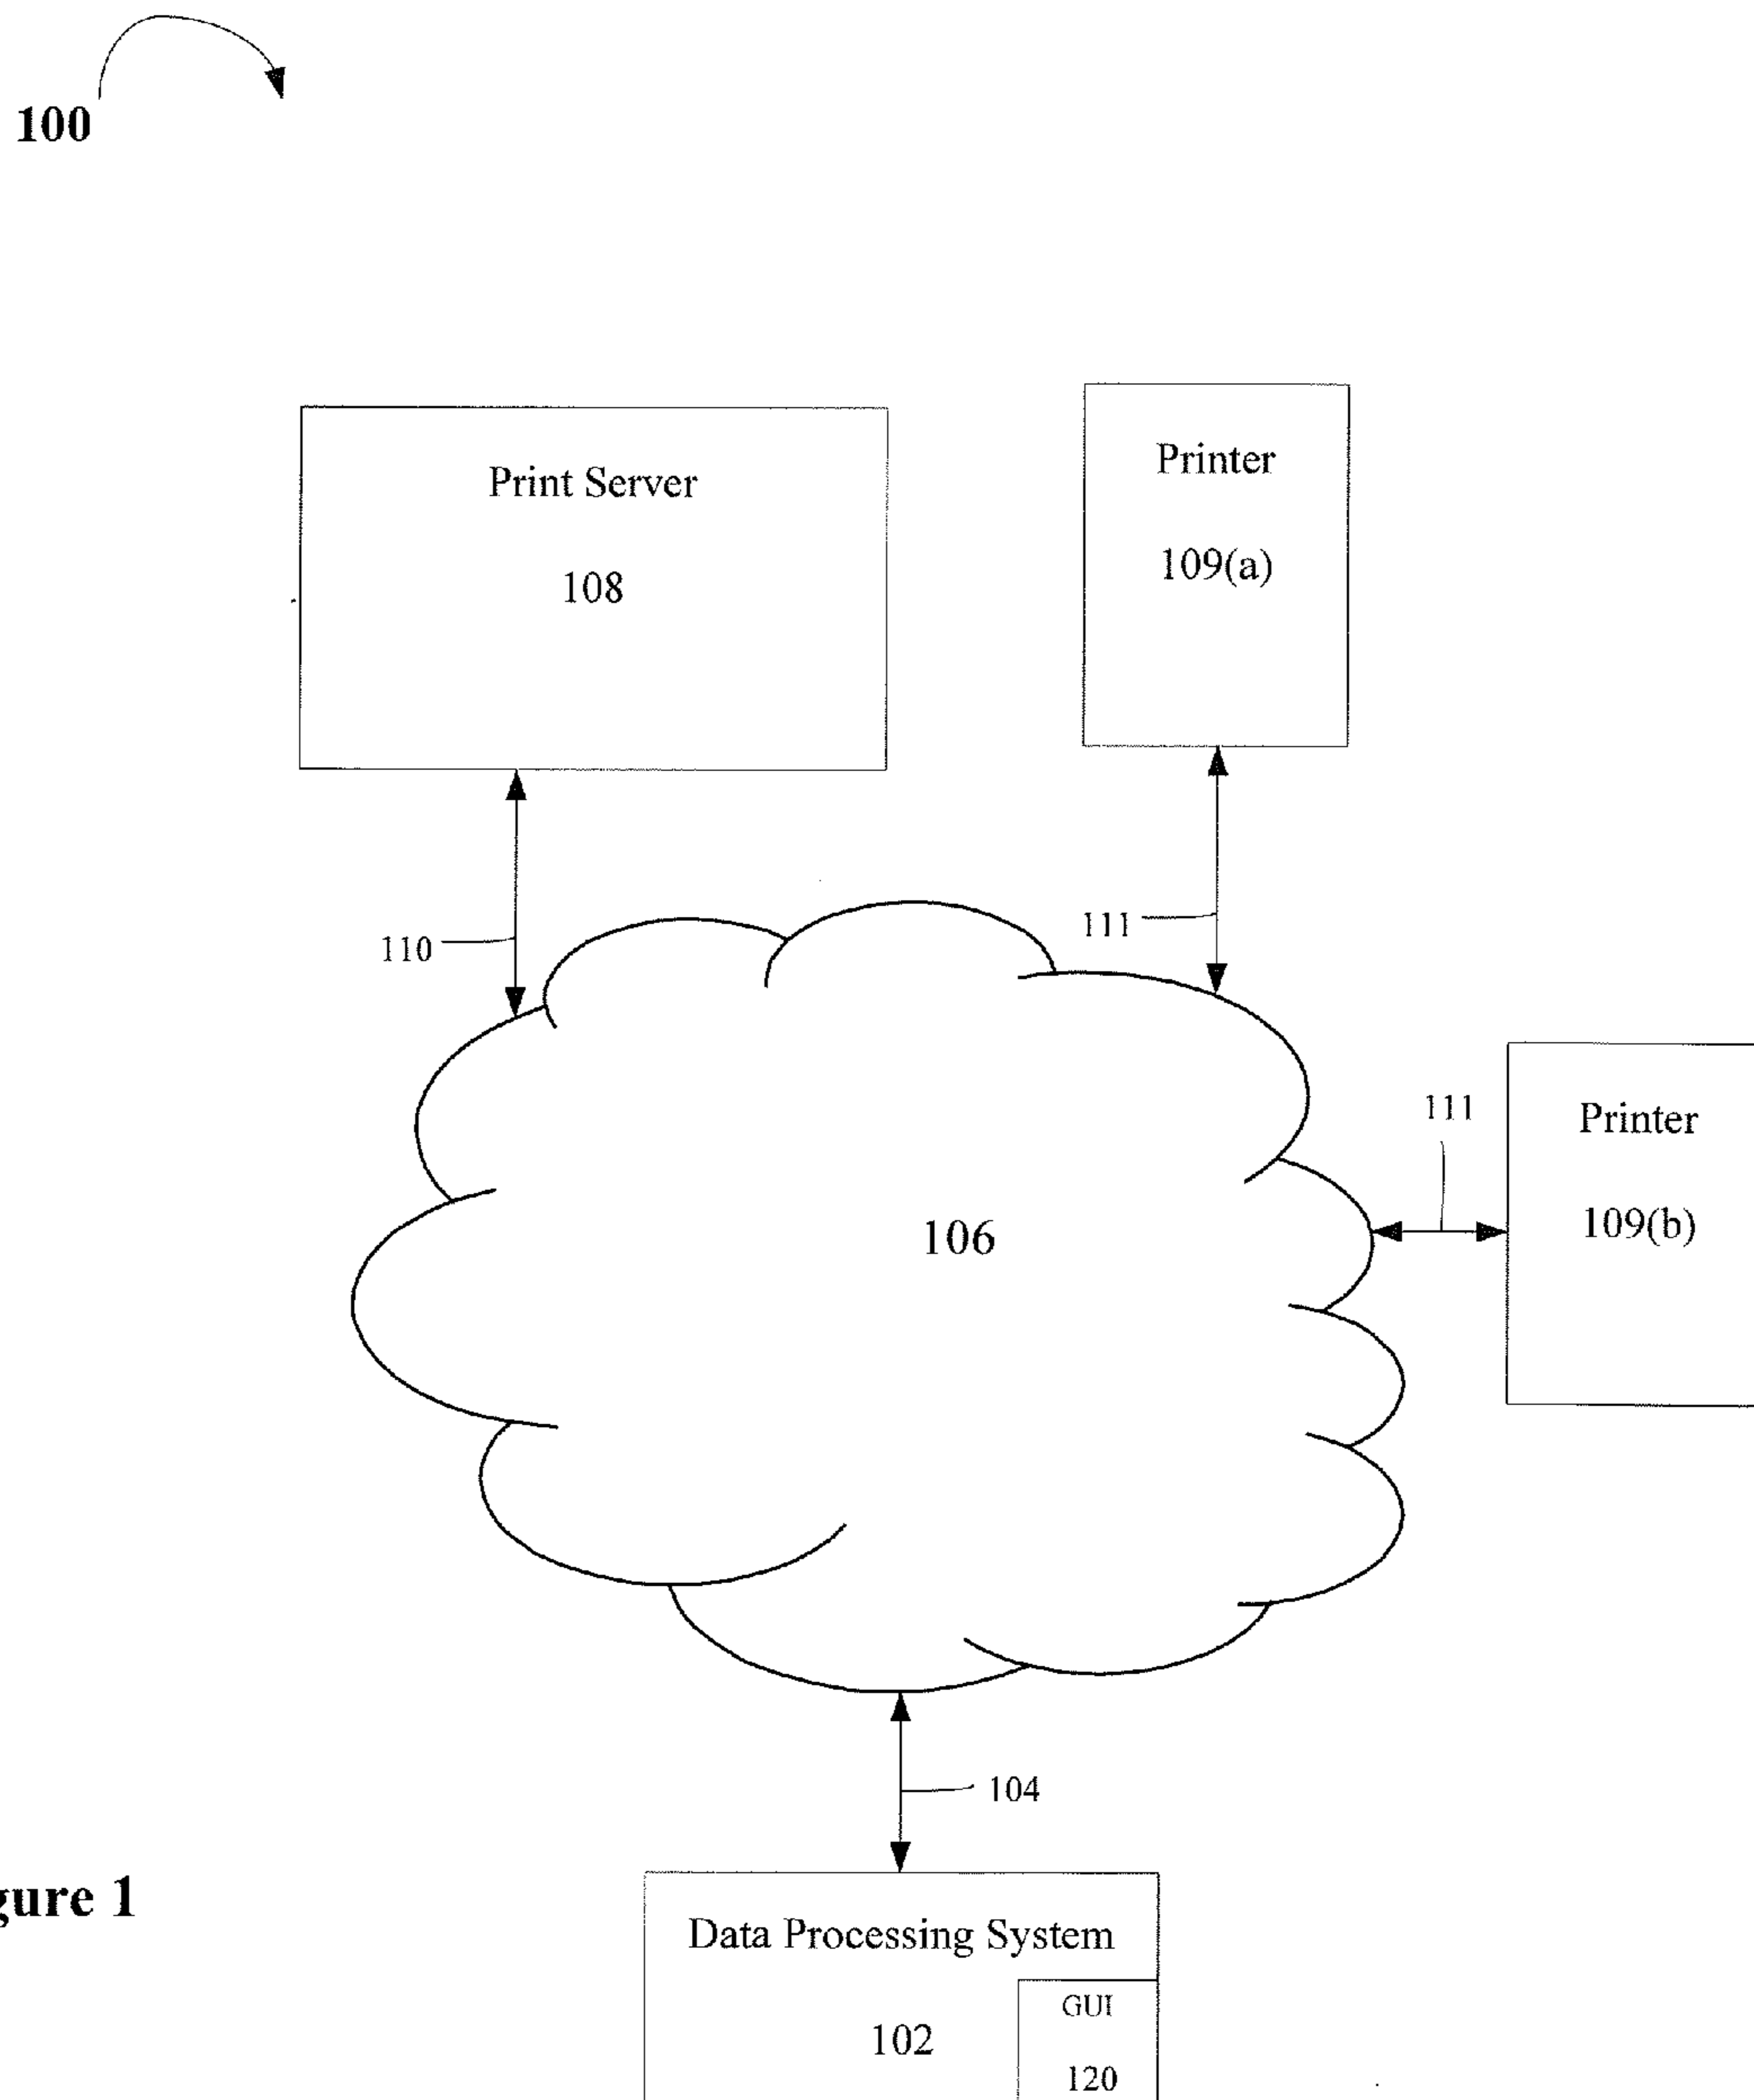 100
Print Server
108
Printer
109(a)
110
111
111
Printer
109(b)
106
104
gure 1
Data Processing System
102
GUI
120